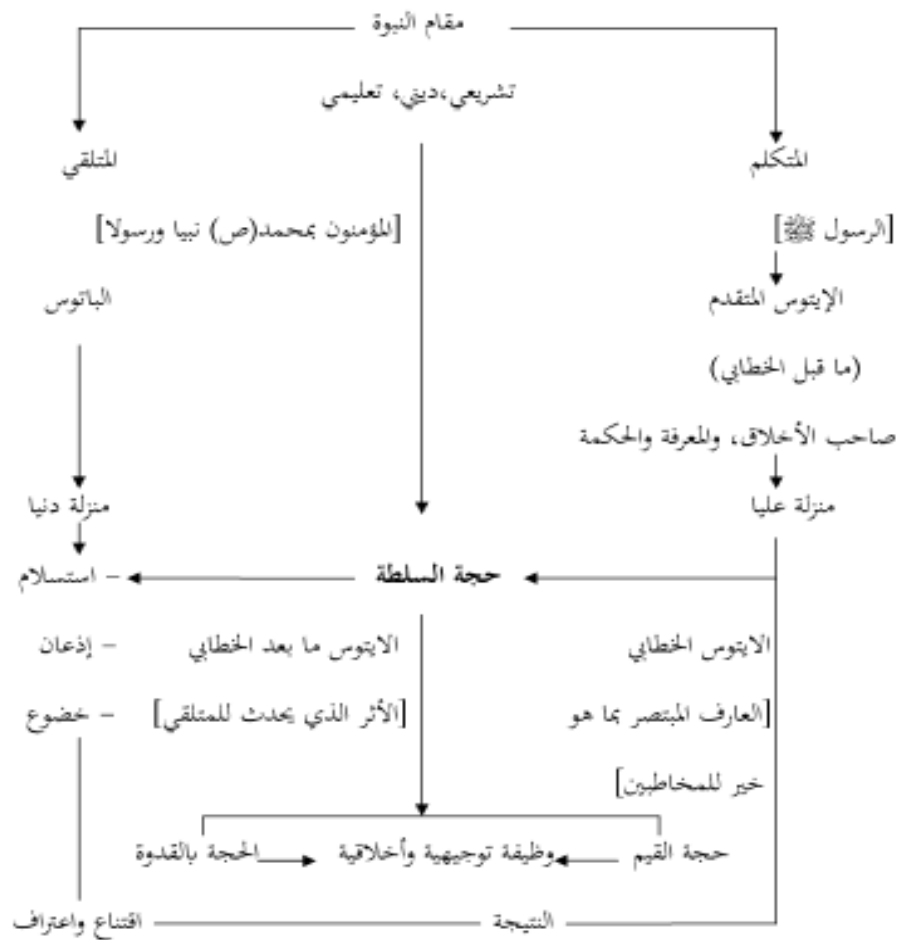 مقام النبوة
تشريعي،ديني، تعليمي
المتكلم
المتلقي
[الرسول ﷺ]
[المؤمنون بمحمد(ص) نبيا ورسولا]
الإيتوس المتقدم
الباتوس
(ما قبل الخطابي)
صاحب الأخلاق، والمعرفة والحكمة
منزلة عليا
منزلة دنيا
حجة السلطة
– استسلام
الايتوس الخطابي
الايتوس ما بعد الخطابي
– إذعان
[العارف المبتصر بما هو
[الأثر الذي يحدث للمتلقي]
– خضوع
خير للمخاطبين]
حجة القيم
وظيفة توجيهية وأخلاقية
الحجة بالقدوة
النتيجة
اقتناع واعتراف